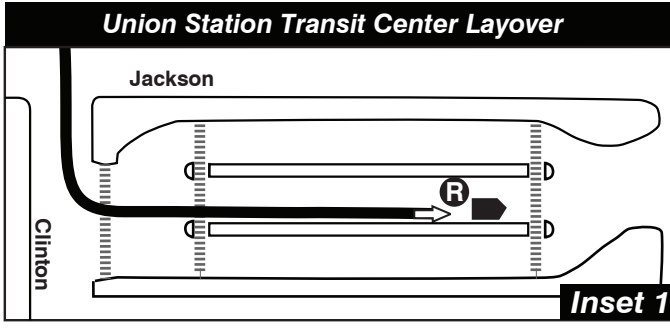 Union Station Transit Center Layover
Jackson
R
Clinton
Inset 1